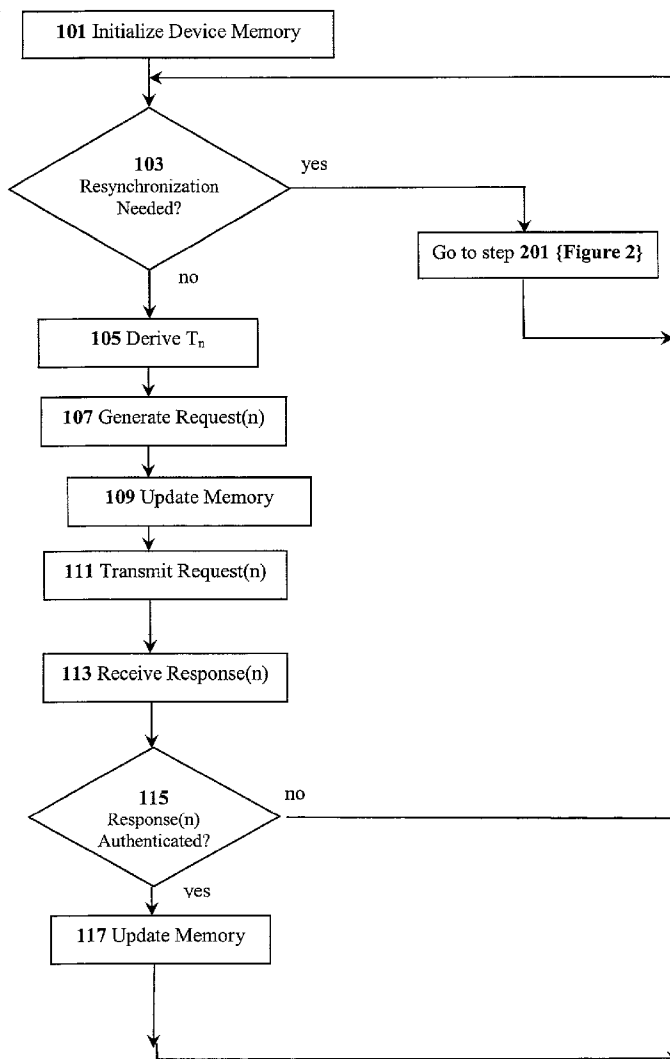 101 Initialize Device Memory
103
Resynchronization
Needed?
yes
Go to step 201 {Figure 2}
no
105 Derive Tₙ
107 Generate Request(n)
109 Update Memory
111 Transmit Request(n)
113 Receive Response(n)
115
Response(n)
Authenticated?
no
yes
117 Update Memory